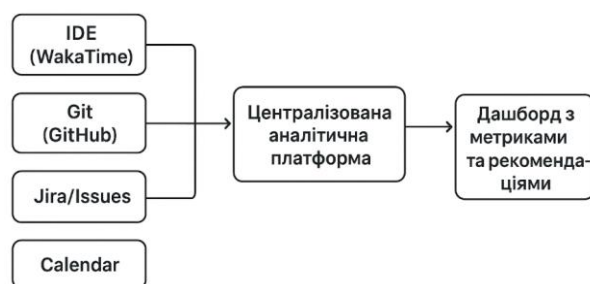 IDE
(WakaTime)
Git
(GitHub)
Jira/Issues
Calendar
Централізована
аналітична
платформа
Дашборд з
метриками
та рекоменда-
ціями